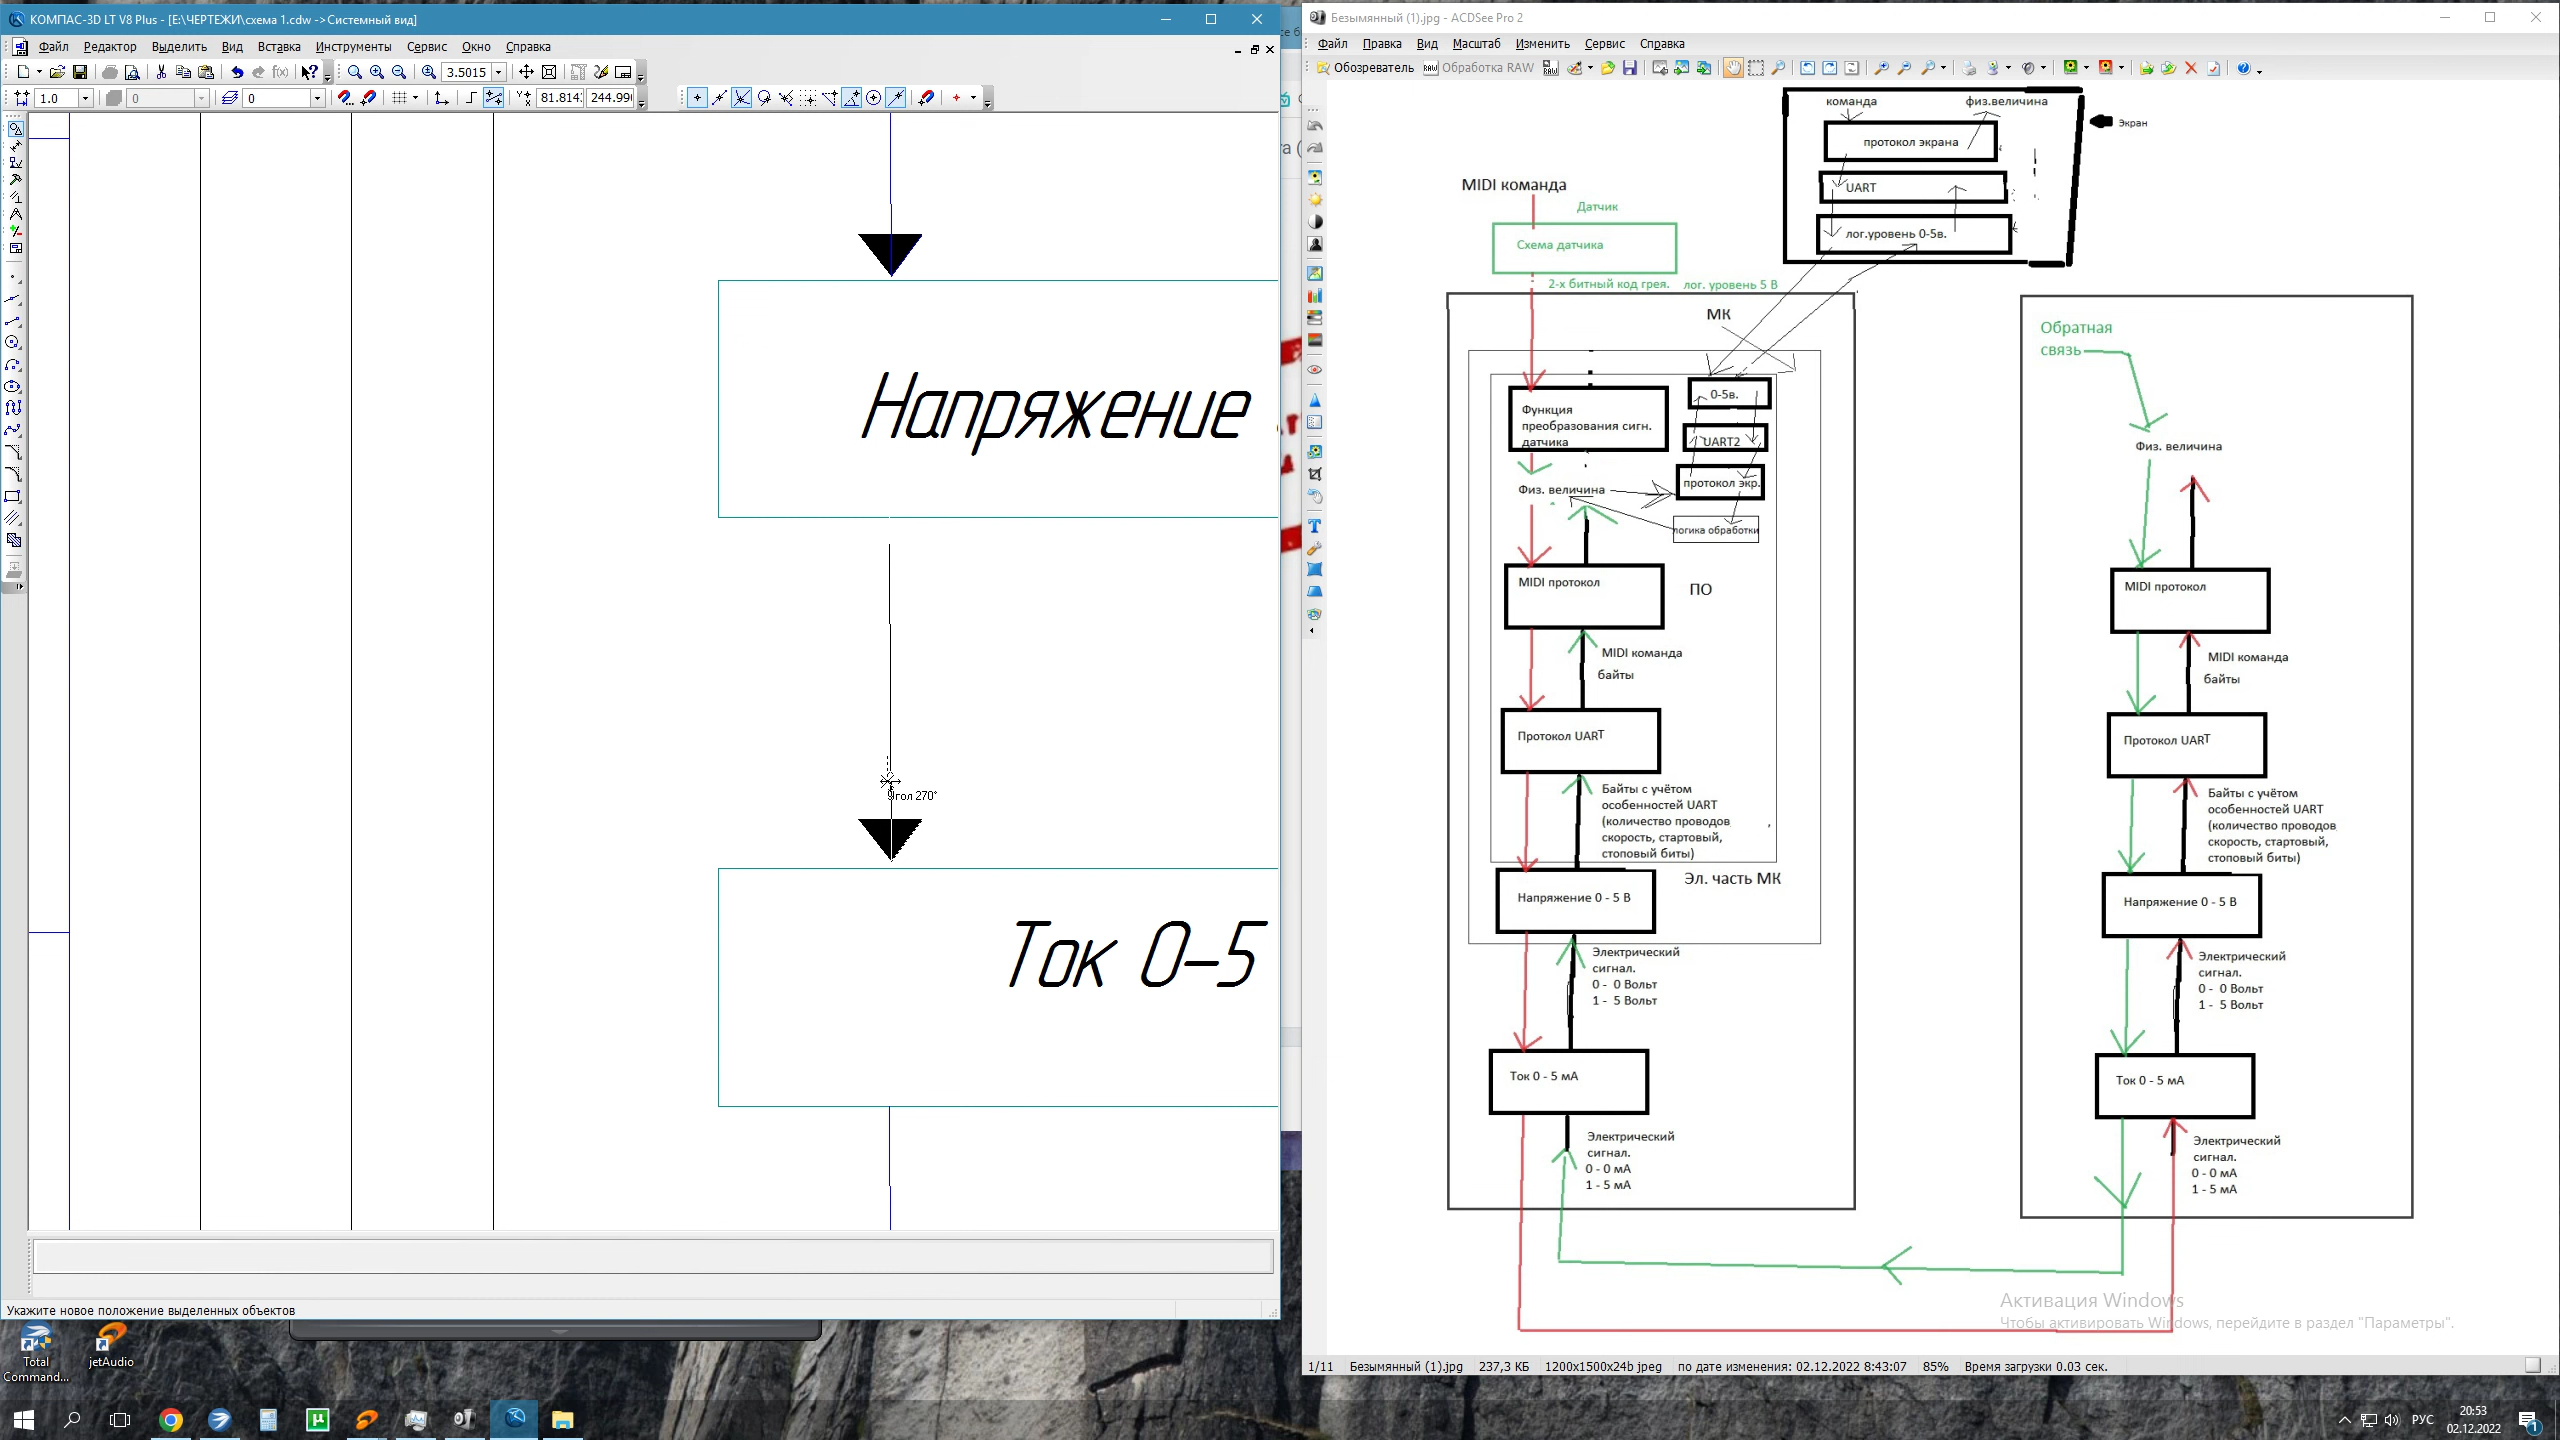 КОМПАС-3D LT V8 Plus - [E:\ЧЕРТЕЖИ\схема 1.cdw ->Системный вид]
Файл Редактор Выделить Вид Вставка Инструменты Сервис Окно Справка
3.5015
1.0 0 0 81.814 244.99
Напряжение
Угол 270°
Ток 0-5
Укажите новое положение выделенных объектов
Total Command...
jetAudio
Безымянный (1).jpg - ACDSee Pro 2
Файл Правка Вид Масштаб Изменить Сервис Справка
Обозреватель Обработка RAW
команда физ.величина
Экран
протокол экрана
UART
лог.уровень 0-5в.
MIDI команда
Датчик
Схема датчика
2-х битный код грея. лог. уровень 5 В
МК
0-5в.
Функция
преобразования сигн.
датчика
UART2
протокол экр.
Физ. величина
логика обработки
MIDI протокол
ПО
MIDI команда
байты
Протокол UART
Байты с учётом
особенностей UART
(количество проводов
скорость, стартовый,
стоповый биты)
Эл. часть МК
Напряжение 0 - 5 В
Электрический
сигнал.
0 - 0 Вольт
1 - 5 Вольт
Ток 0 - 5 мА
Электрический
сигнал.
0 - 0 мА
1 - 5 мА
Обратная
связь
Физ. величина
MIDI протокол
MIDI команда
байты
Протокол UART
Байты с учётом
особенностей UART
(количество проводов
скорость, стартовый,
стоповый биты)
Напряжение 0 - 5 В
Электрический
сигнал.
0 - 0 Вольт
1 - 5 Вольт
Ток 0 - 5 мА
Электрический
сигнал.
0 - 0 мА
1 - 5 мА
Активация Windows
Чтобы активировать Windows, перейдите в раздел "Параметры".
1/11 Безымянный (1).jpg 237,3 КБ 1200x1500x24b jpeg по дате изменения: 02.12.2022 8:43:07 85% Время загрузки 0.03 сек.
РУС
20:53
02.12.2022
1